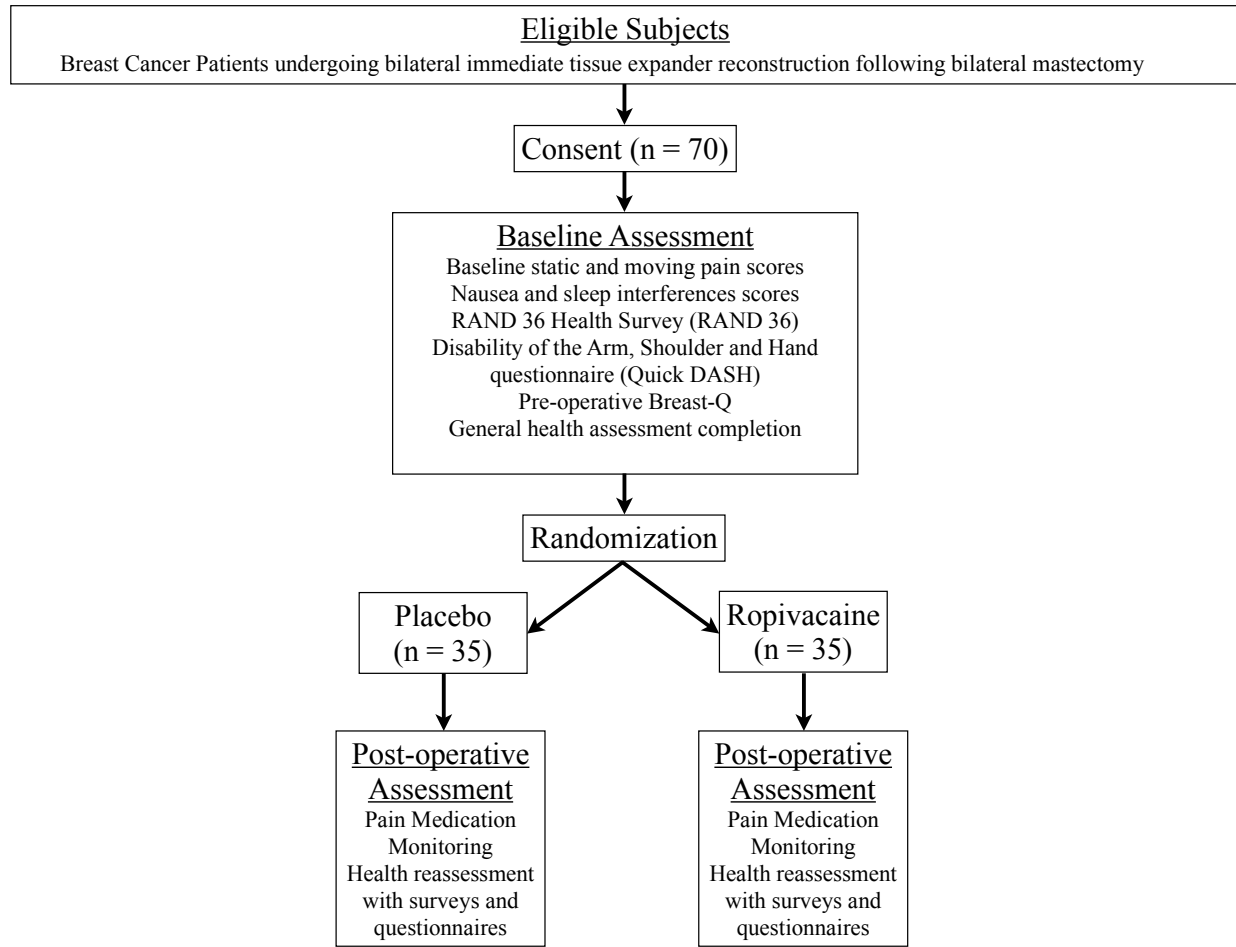 Eligible Subjects
Breast Cancer Patients undergoing bilateral immediate tissue expander reconstruction following bilateral mastectomy
Consent (n = 70)
Baseline Assessment
Baseline static and moving pain scores
Nausea and sleep interferences scores
RAND 36 Health Survey (RAND 36)
Disability of the Arm, Shoulder and Hand
questionnaire (Quick DASH)
Pre-operative Breast-Q
General health assessment completion
Randomization
Placebo
(n = 35)
Ropivacaine
(n = 35)
Post-operative
Assessment
Pain Medication
Monitoring
Health reassessment
with surveys and
questionnaires
Post-operative
Assessment
Pain Medication
Monitoring
Health reassessment
with surveys and
questionnaires